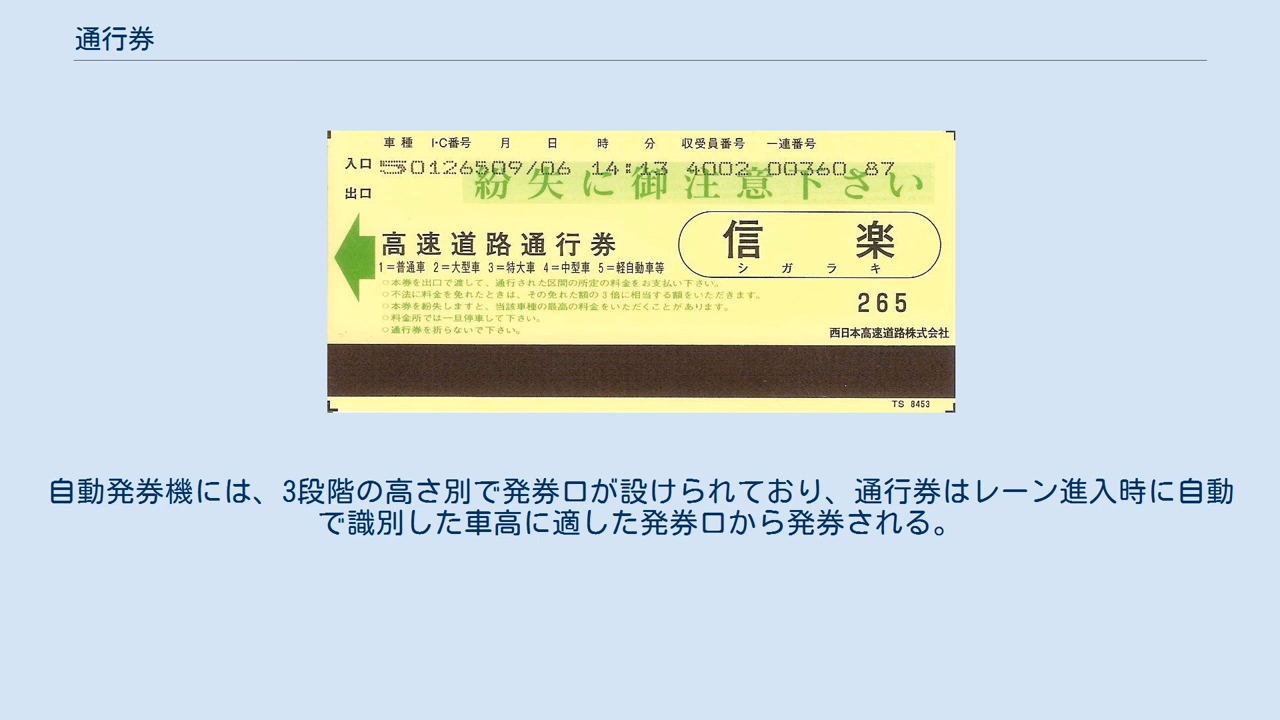 通行券
車種 I・C番号 月 日 時 分 収受員番号 一連番号
入口 5 0126509/06 14:13 4002 00360 87
紛失に御注意下さい
出口
高速道路通行券
信楽
シガラキ
1=普通車 2=大型車 3=特大車 4=中型車 5=軽自動車等
○本券を出口で渡して、通行された区間の所定の料金をお支払い下さい。
○不法に料金を免れたときは、その免れた額の3倍に相当する額をいただきます。
○本券を紛失しますと、当該車種の最高の料金をいただくことがあります。
○料金所では一旦停車して下さい。
○通行券を折らないで下さい。
265
西日本高速道路株式会社
TS 8453
自動発券機には、3段階の高さ別で発券口が設けられており、通行券はレーン進入時に自動
で識別した車高に適した発券口から発券される。